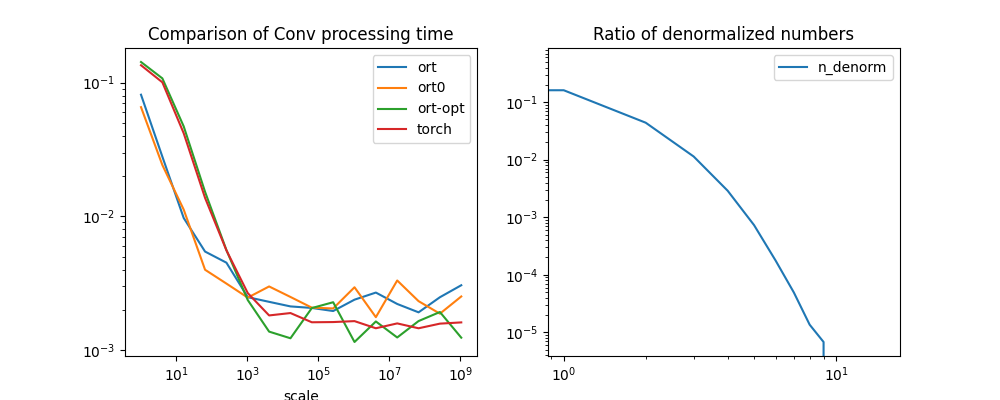 Comparison of Conv processing time
ort
ort0
ort-opt
torch
10⁻¹
10⁻²
10⁻³
10¹ 10³ 10⁵ 10⁷ 10⁹
scale
Ratio of denormalized numbers
n_denorm
10⁻¹
10⁻²
10⁻³
10⁻⁴
10⁻⁵
10⁰ 10¹